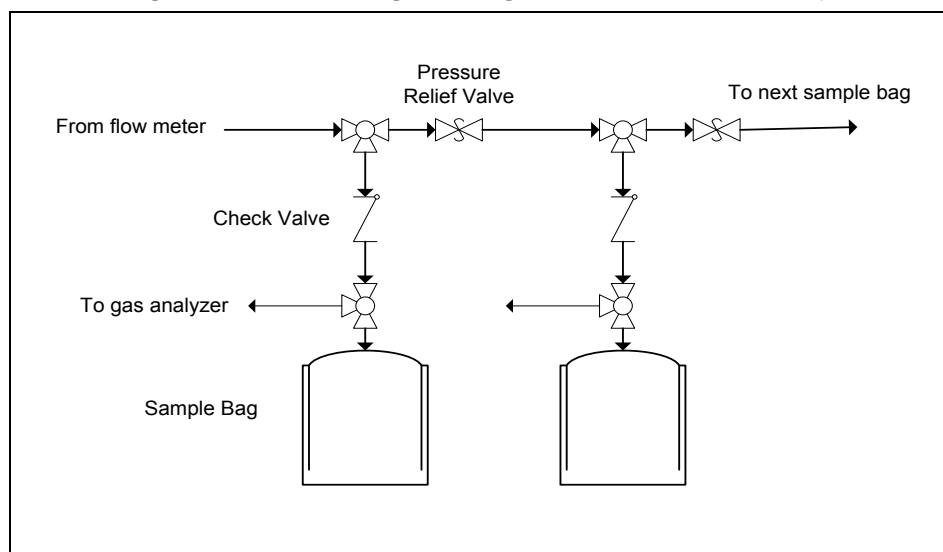 Pressure
Relief Valve
To next sample bag
From flow meter
Check Valve
To gas analyzer
Sample Bag